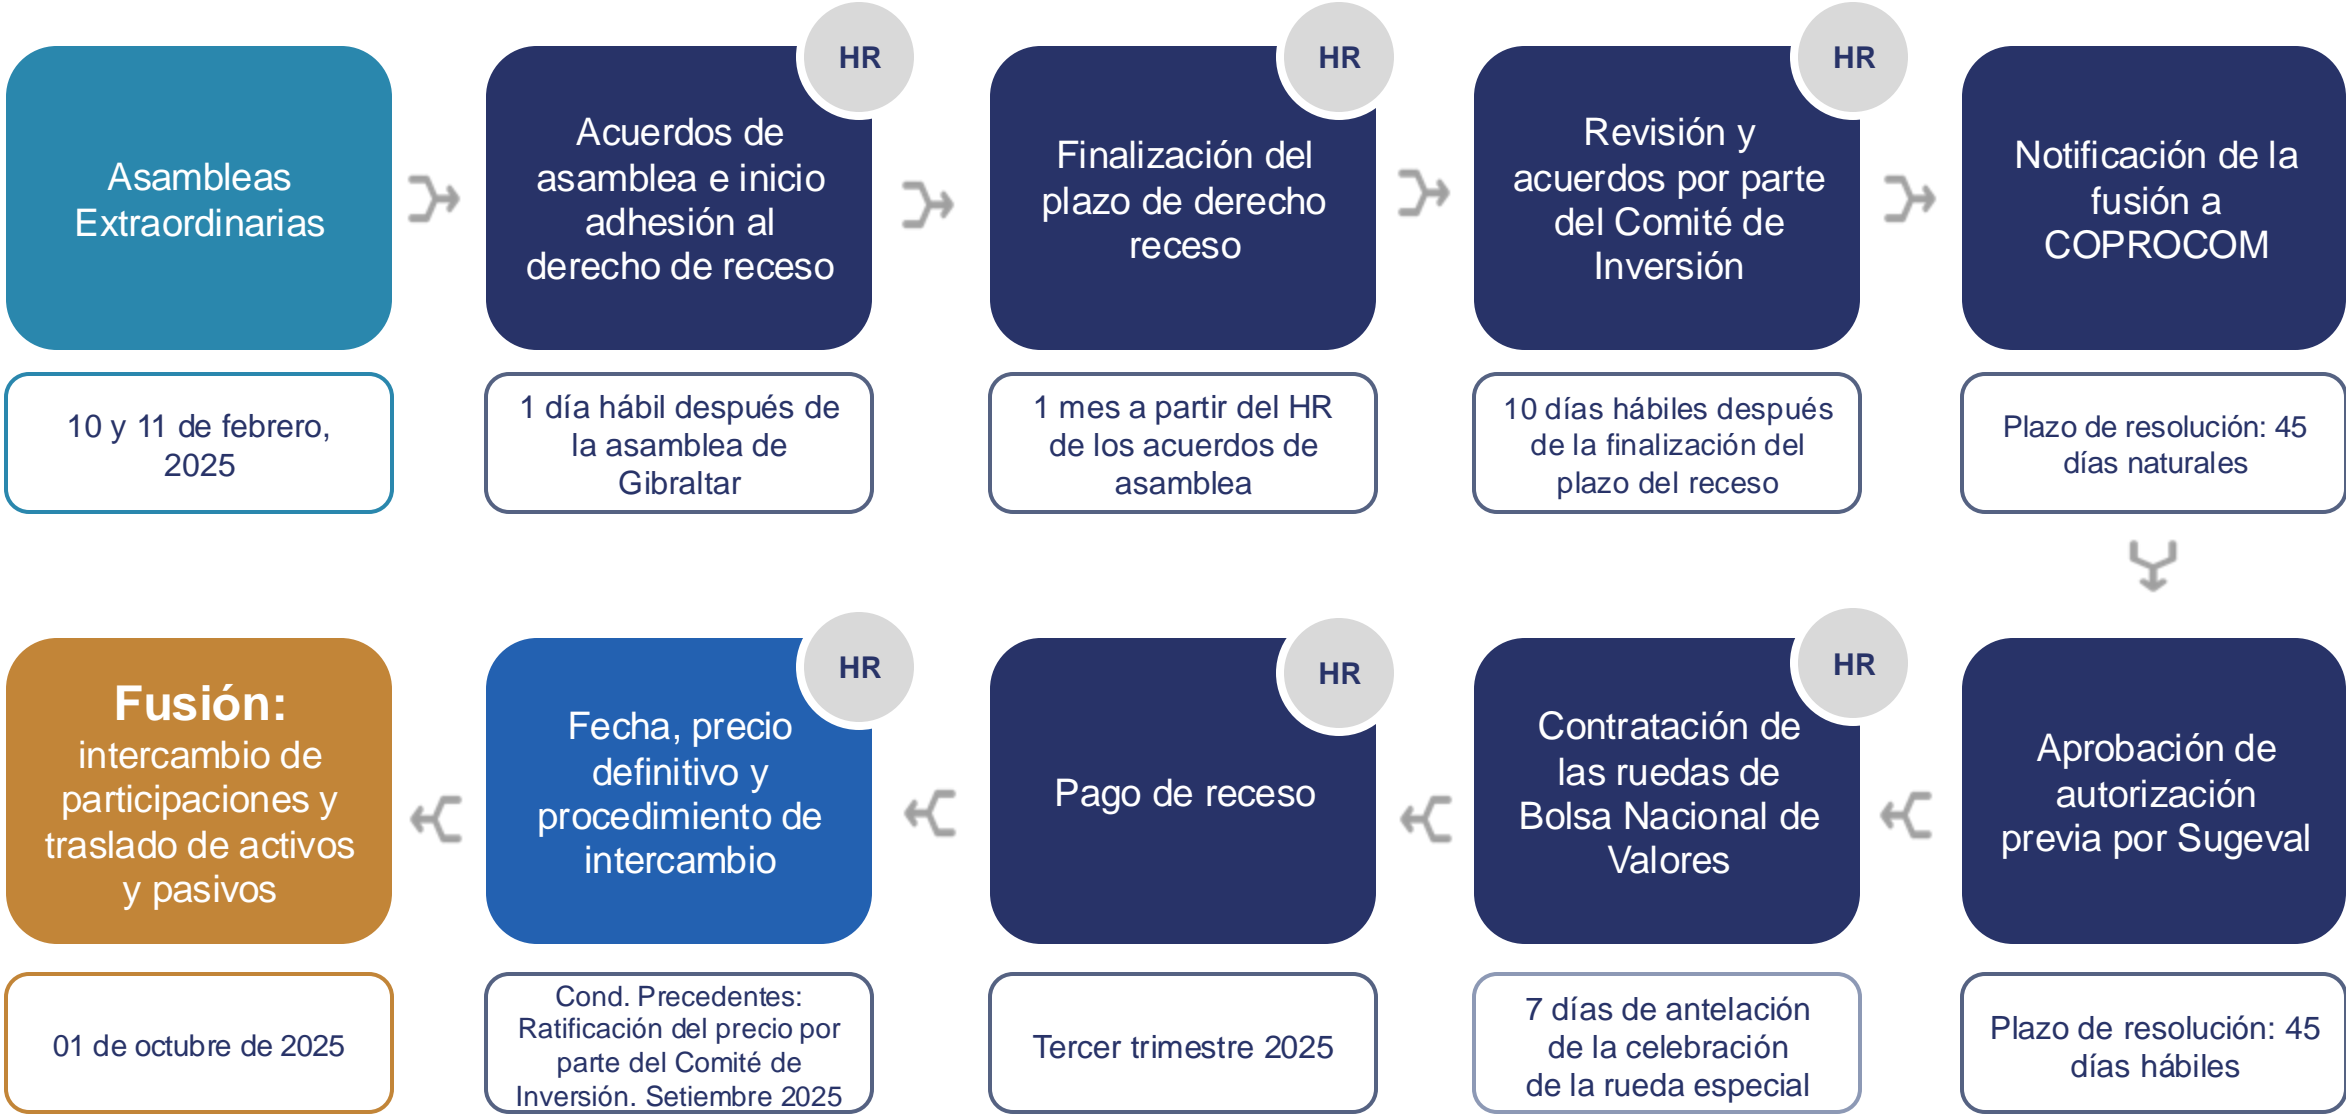 Asambleas
Extraordinarias
10 y 11 de febrero,
2025
HR
Acuerdos de
asamblea e inicio
adhesión al
derecho de receso
1 día hábil después de
la asamblea de
Gibraltar
HR
Finalización del
plazo de derecho
receso
1 mes a partir del HR
de los acuerdos de
asamblea
HR
Revisión y
acuerdos por parte
del Comité de
Inversión
10 días hábiles después
de la finalización del
plazo del receso
Notificación de la
fusión a
COPROCOM
Plazo de resolución: 45
días naturales
Aprobación de
autorización
previa por Sugeval
Plazo de resolución: 45
días hábiles
HR
Contratación de
las ruedas de
Bolsa Nacional de
Valores
7 días de antelación
de la celebración
de la rueda especial
HR
Pago de receso
Tercer trimestre 2025
HR
Fecha, precio
definitivo y
procedimiento de
intercambio
Cond. Precedentes:
Ratificación del precio por
parte del Comité de
Inversión. Setiembre 2025
Fusión:
intercambio de
participaciones y
traslado de activos
y pasivos
01 de octubre de 2025